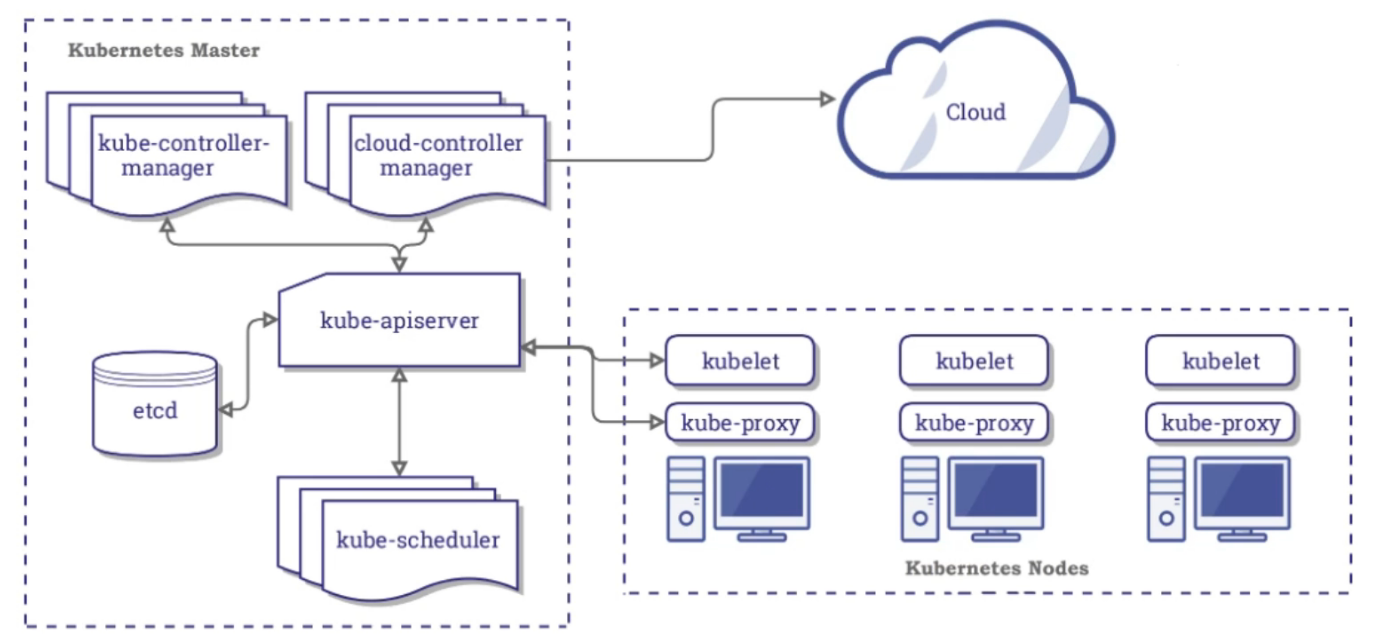 Kubernetes Master
kube-controller-
manager
cloud-controller
manager
Cloud
kube-apiserver
etcd
kube-scheduler
kubelet
kube-proxy
kubelet
kube-proxy
kubelet
kube-proxy
Kubernetes Nodes